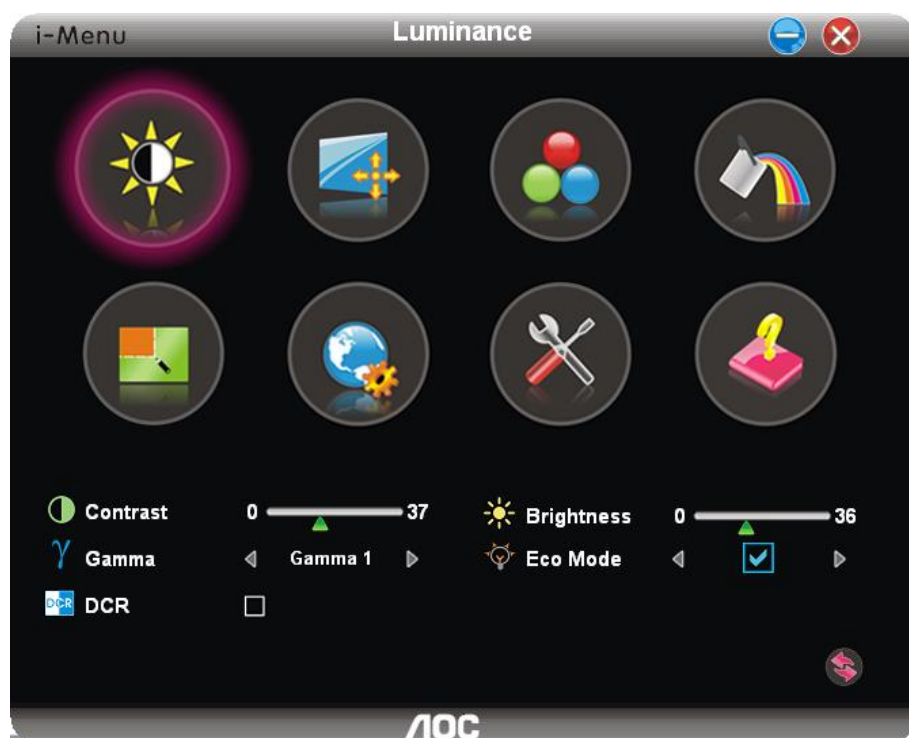 i-Menu
Luminance
Contrast 0 37
Brightness 0 36
γ Gamma Gamma 1
Eco Mode
DCR DCR
AOC